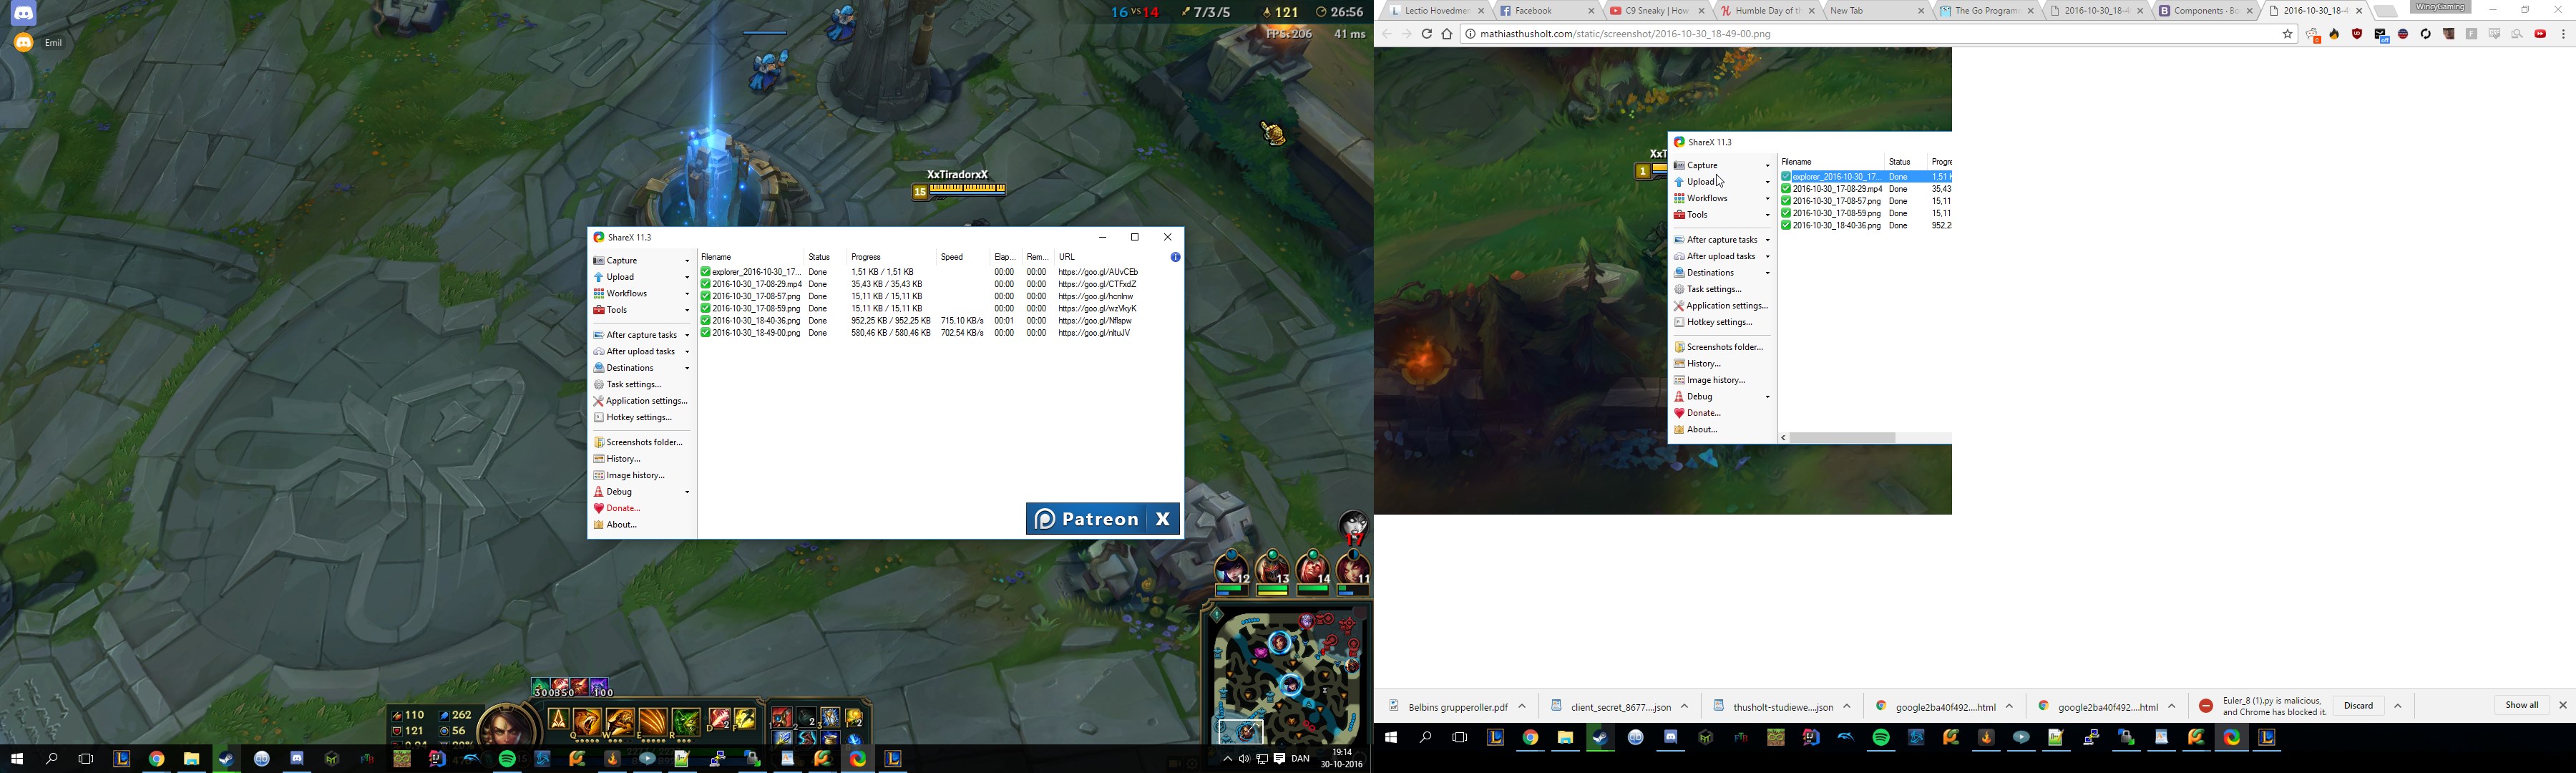 Emil
16 vs 14 7/3/5 121 26:56
FPS:206 41 ms
XxTiradorxX
15
ShareX 11.3
Capture
Upload
Workflows
Tools
After capture tasks
After upload tasks
Destinations
Task settings...
Application settings...
Hotkey settings...
Screenshots folder...
History...
Image history...
Debug
Donate...
About...
Filename Status Progress Speed Elap... Rem... URL
explorer_2016-10-30_17... Done 1,51 KB / 1,51 KB 00:00 00:00 https://goo.gl/AUvCEb
2016-10-30_17-08-29.mp4 Done 35,43 KB / 35,43 KB 00:00 00:00 https://goo.gl/CTFxdZ
2016-10-30_17-08-57.png Done 15,11 KB / 15,11 KB 00:00 00:00
2016-10-30_17-08-59.png Done 15,11 KB / 15,11 KB 00:00 00:00 https://goo.gl/wzVkyK
2016-10-30_18-40-36.png Done 952,25 KB / 952,25 KB 715,10 KB/s 00:01 00:00
2016-10-30_18-49-00.png Done 580,46 KB / 580,46 KB 702,54 KB/s 00:00 00:00
Patreon X
17
12 13 14 11
300 350 100
110 262
121 56
Q W E R D F
19:14
DAN
30-10-2016
Lectio Hovedmen
Facebook
C9 Sneaky | How
Humble Day of th
New Tab
The Go Program
2016-10-30_18-4
Components · Bo
2016-10-30_18-4
WincyGaming
mathiasthusholt.com/static/screenshot/2016-10-30_18-49-00.png
XxT
1
ShareX 11.3
Capture
Upload
Workflows
Tools
After capture tasks
After upload tasks
Destinations
Task settings...
Application settings...
Hotkey settings...
Screenshots folder...
History...
Image history...
Debug
Donate...
About...
Filename Status Progre
explorer_2016-10-30_17... Done 1,51 K
2016-10-30_17-08-29.mp4 Done 35,43
2016-10-30_17-08-57.png Done 15,11
2016-10-30_17-08-59.png Done 15,11
2016-10-30_18-40-36.png Done 952,2
Belbins grupperoller.pdf
client_secret_8677....json
thusholt-studiewe....json
google2ba40f492....html
google2ba40f492....html
Euler_8 (1).py is malicious,
and Chrome has blocked it.
Discard
Show all